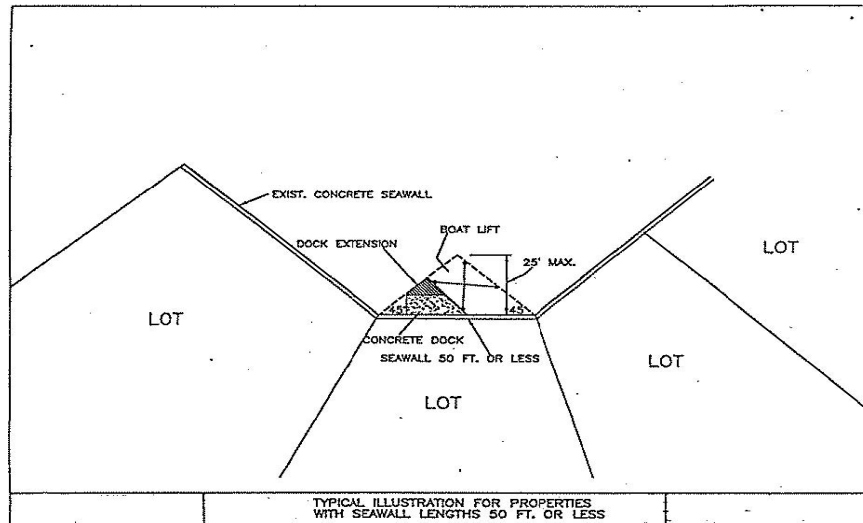 EXIST. CONCRETE SEAWALL
BOAT LIFT
DOCK EXTENSION
LOT
25' MAX.
LOT
45°
45°
CONCRETE DOCK
SEAWALL 50 FT. OR LESS
LOT
LOT
TYPICAL ILLUSTRATION FOR PROPERTIES
WITH SEAWALL LENGTHS 50 FT. OR LESS